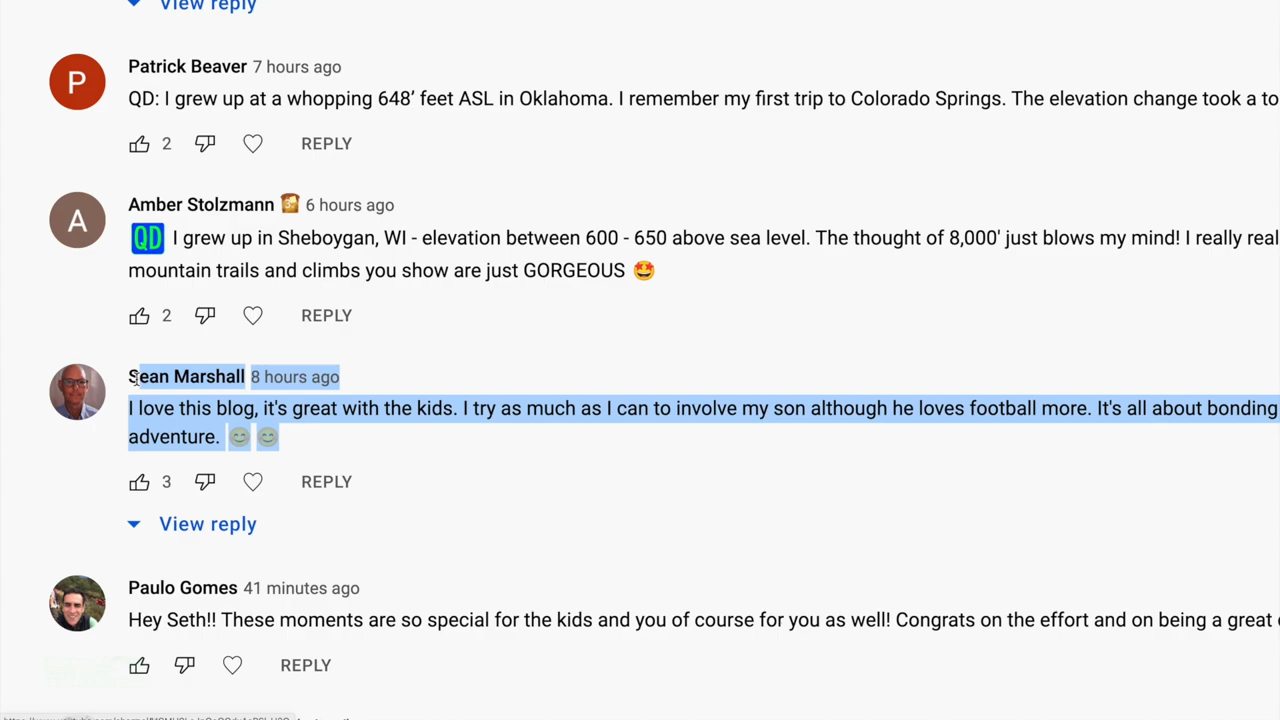 View reply
Patrick Beaver 7 hours ago
P
QD: I grew up at a whopping 648’ feet ASL in Oklahoma. I remember my first trip to Colorado Springs. The elevation change took a to
2 REPLY
Amber Stolzmann 6 hours ago
A
QD I grew up in Sheboygan, WI - elevation between 600 - 650 above sea level. The thought of 8,000' just blows my mind! I really real
mountain trails and climbs you show are just GORGEOUS 🤩
2 REPLY
Sean Marshall 8 hours ago
I love this blog, it's great with the kids. I try as much as I can to involve my son although he loves football more. It's all about bonding
adventure. 😊 😊
3 REPLY
View reply
Paulo Gomes 41 minutes ago
Hey Seth!! These moments are so special for the kids and you of course for you as well! Congrats on the effort and on being a great
REPLY